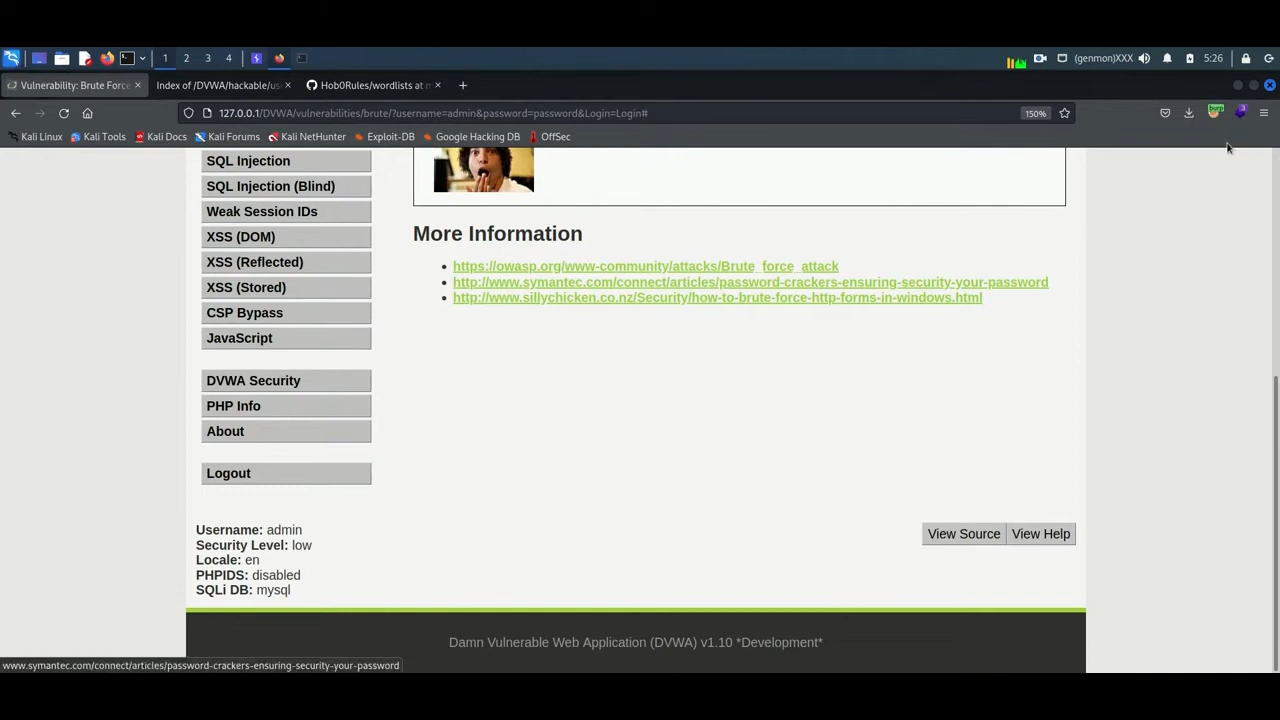 1 2 3 4 (genmon)XXX 5:26
Vulnerability: Brute Force Index of /DVWA/hackable/us Hob0Rules/wordlists at m
127.0.0.1/DVWA/vulnerabilities/brute/?username=admin&password=password&Login=Login# 150% burp
Kali Linux Kali Tools Kali Docs Kali Forums Kali NetHunter Exploit-DB Google Hacking DB OffSec
SQL Injection
SQL Injection (Blind)
Weak Session IDs
XSS (DOM)
XSS (Reflected)
XSS (Stored)
CSP Bypass
JavaScript
DVWA Security
PHP Info
About
Logout
More Information
https://owasp.org/www-community/attacks/Brute_force_attack
http://www.symantec.com/connect/articles/password-crackers-ensuring-security-your-password
http://www.sillychicken.co.nz/Security/how-to-brute-force-http-forms-in-windows.html
Username: admin
Security Level: low
Locale: en
PHPIDS: disabled
SQLi DB: mysql
View Source View Help
Damn Vulnerable Web Application (DVWA) v1.10 *Development*
www.symantec.com/connect/articles/password-crackers-ensuring-security-your-password